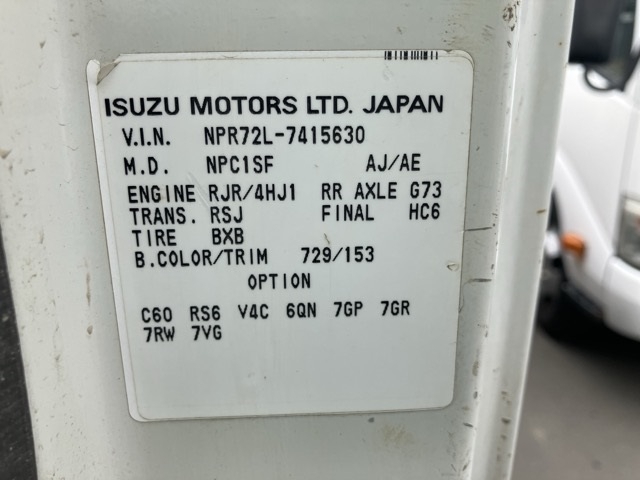 ISUZU MOTORS LTD. JAPAN
V.I.N. NPR72L-7415630
M.D. NPC1SF AJ/AE
ENGINE RJR/4HJ1 RR AXLE G73
TRANS. RSJ FINAL HC6
TIRE BXB
B.COLOR/TRIM 729/153
OPTION
C60 RS6 V4C 6QN 7GP 7GR
7RW 7VG